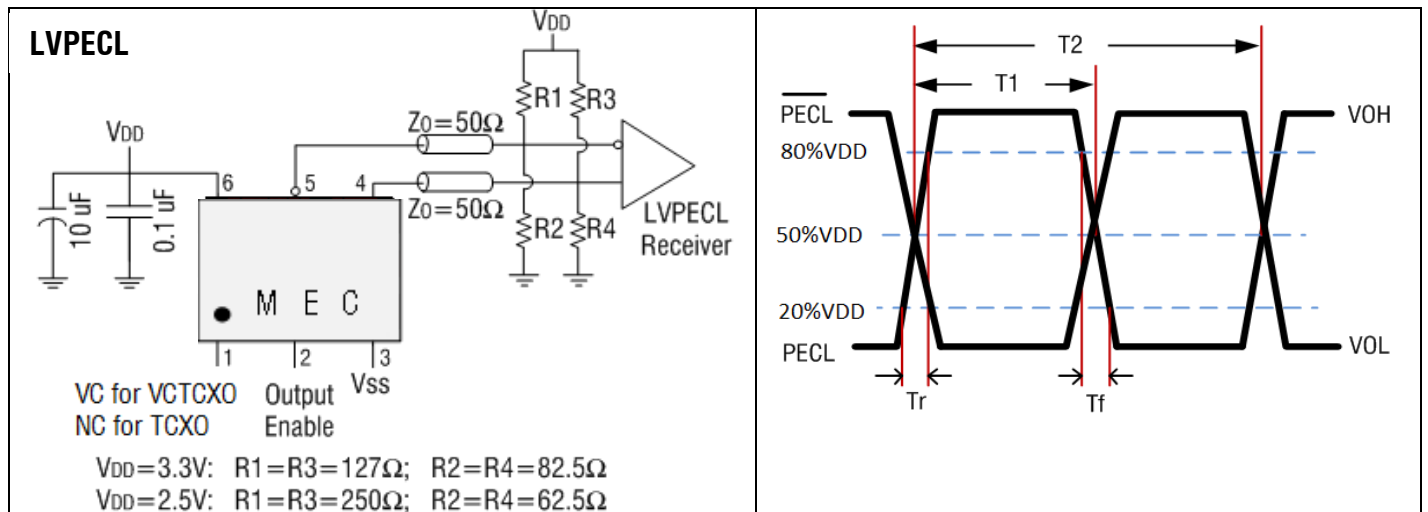 LVPECL
VDD
R1
R3
ZO=50Ω
VDD
6
5
4
ZO=50Ω
10 uF
0.1 uF
R2
R4
LVPECL
Receiver
M E C
1
2
3
VC for VCTCXO
NC for TCXO
Output
Enable
Vss
VDD=3.3V: R1=R3=127Ω; R2=R4=82.5Ω
VDD=2.5V: R1=R3=250Ω; R2=R4=62.5Ω
T2
T1
PECL
VOH
80%VDD
50%VDD
20%VDD
PECL
VOL
Tr
Tf